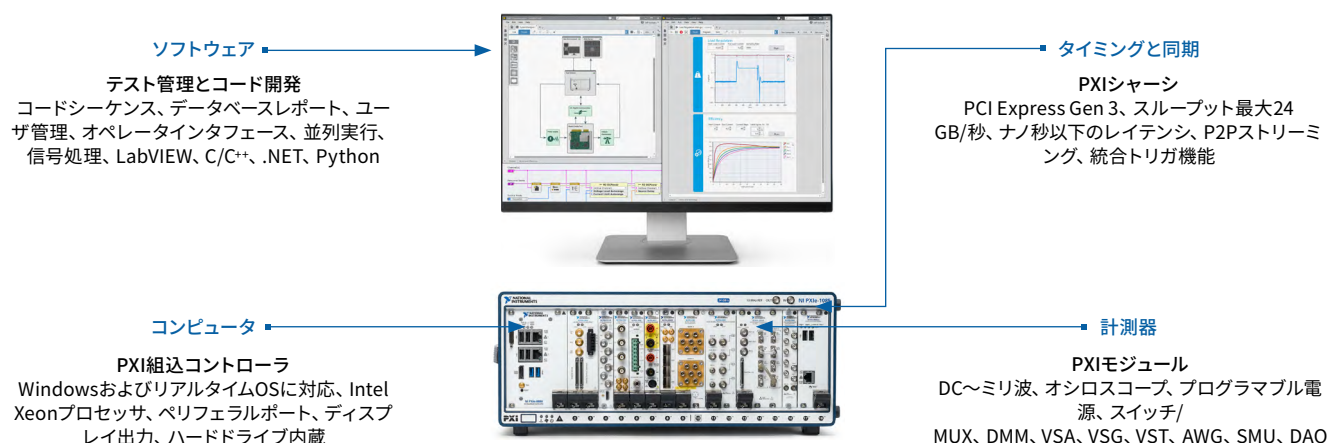 ソフトウェア
テスト管理とコード開発
コードシーケンス、データベースレポート、ユー
ザ管理、オペレータインタフェース、並列実行、
信号処理、LabVIEW、C/C++、.NET、Python
タイミングと同期
PXIシャーシ
PCI Express Gen 3、スループット最大24
GB/秒、ナノ秒以下のレイテンシ、P2Pストリーミ
ング、統合トリガ機能
NATIONAL
INSTRUMENTS
PXI
コンピュータ
PXI組込コントローラ
WindowsおよびリアルタイムOSに対応、Intel
Xeonプロセッサ、ペリフェラルポート、ディスプ
レイ出力、ハードドライブ内蔵
計測器
PXIモジュール
DC～ミリ波、オシロスコープ、プログラマブル電
源、スイッチ/
MUX、DMM、VSA、VSG、VST、AWG、SMU、DAQ